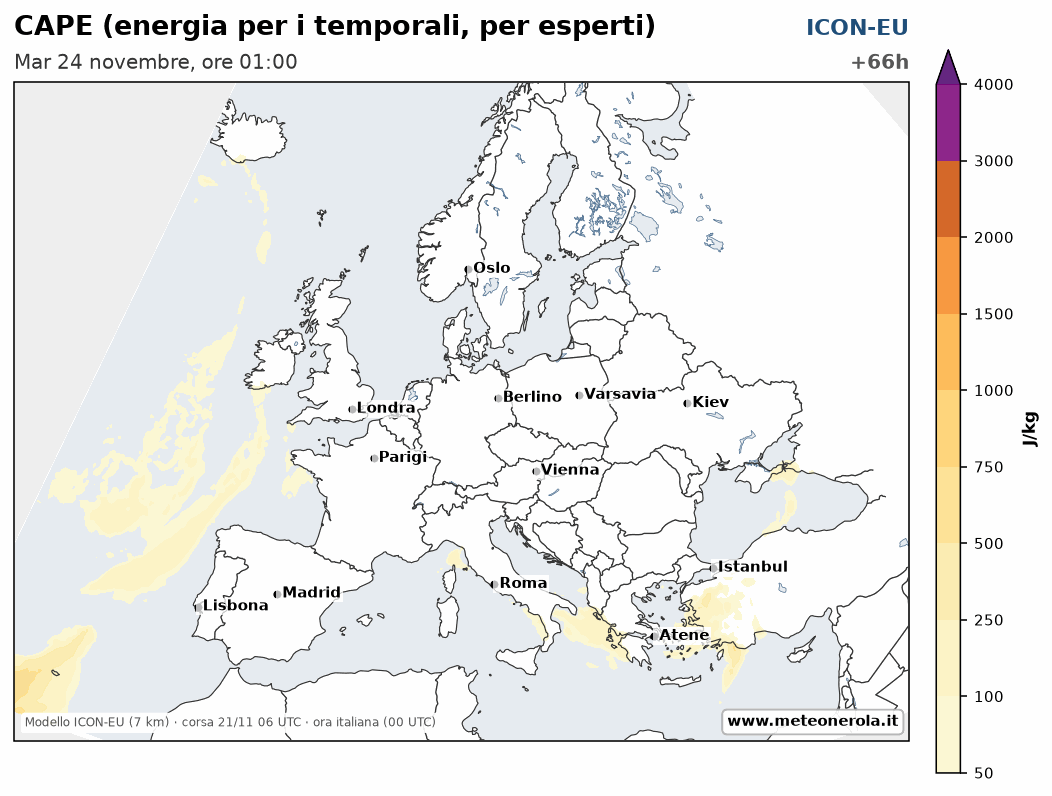 CAPE (energia per i temporali, per esperti)
ICON-EU
Mar 24 novembre, ore 01:00
+66h
4000
3000
2000
1500
1000
750
500
250
100
50
J/kg
Oslo
Londra
Berlino
Varsavia
Kiev
Parigi
Vienna
Istanbul
Roma
Madrid
Lisbona
Atene
Modello ICON-EU (7 km) · corsa 21/11 06 UTC · ora italiana (00 UTC)
www.meteonerola.it